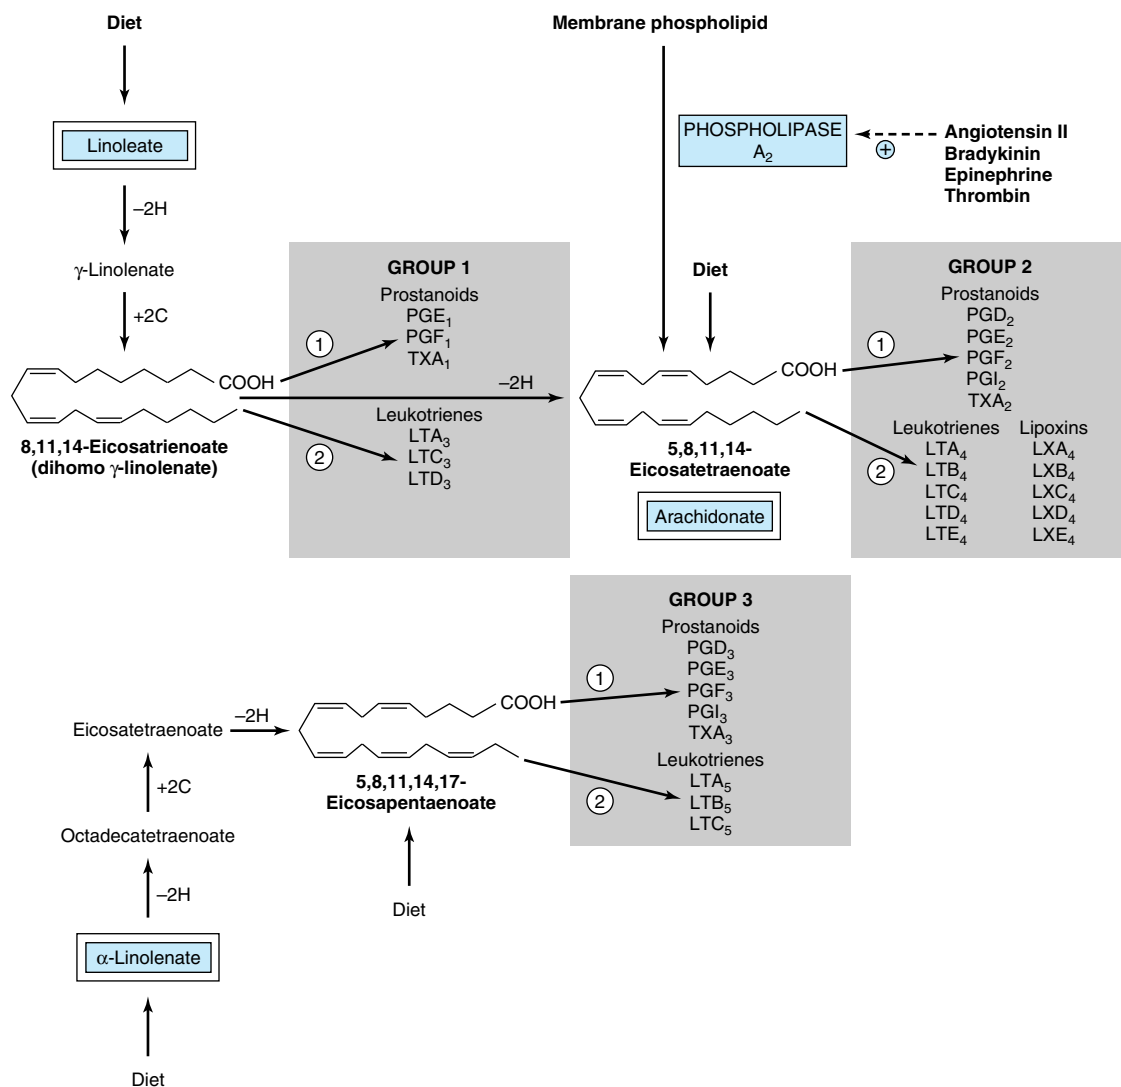 Diet
Linoleate
–2H
γ-Linolenate
+2C
COOH
8,11,14-Eicosatrienoate
(dihomo γ-linolenate)
GROUP 1
Prostanoids
PGE₁
PGF₁
TXA₁
1
–2H
Leukotrienes
LTA₃
LTC₃
LTD₃
2
Membrane phospholipid
PHOSPHOLIPASE
A₂
+
Angiotensin II
Bradykinin
Epinephrine
Thrombin
Diet
COOH
5,8,11,14-
Eicosatetraenoate
Arachidonate
GROUP 2
Prostanoids
PGD₂
PGE₂
PGF₂
PGI₂
TXA₂
1
Leukotrienes
LTA₄
LTB₄
LTC₄
LTD₄
LTE₄
Lipoxins
LXA₄
LXB₄
LXC₄
LXD₄
LXE₄
2
GROUP 3
Prostanoids
PGD₃
PGE₃
PGF₃
PGI₃
TXA₃
1
Leukotrienes
LTA₅
LTB₅
LTC₅
2
COOH
5,8,11,14,17-
Eicosapentaenoate
Diet
Eicosatetraenoate
–2H
+2C
Octadecatetraenoate
–2H
α-Linolenate
Diet